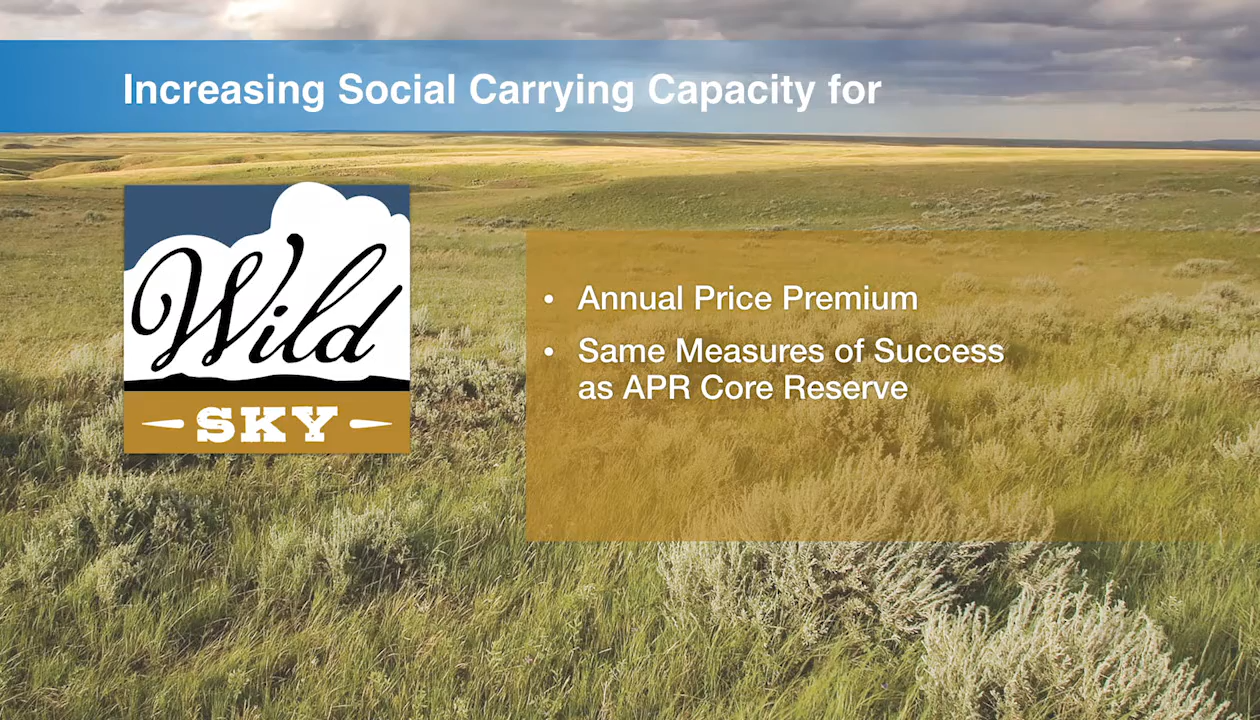 Increasing Social Carrying Capacity for
Wild
SKY
• Annual Price Premium
• Same Measures of Success
as APR Core Reserve